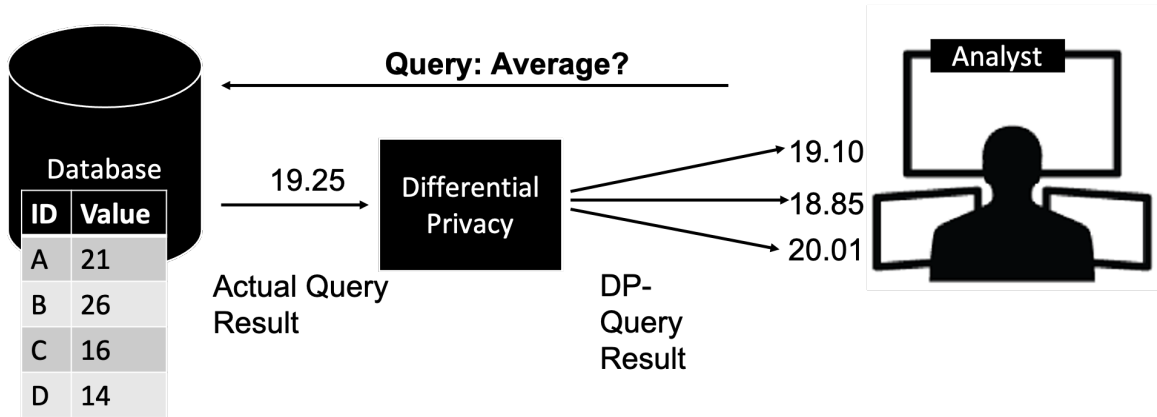 Query: Average?
Analyst
Database
ID Value
A 21
B 26
C 16
D 14
19.25
Actual Query
Result
Differential
Privacy
DP-
Query
Result
19.10
18.85
20.01